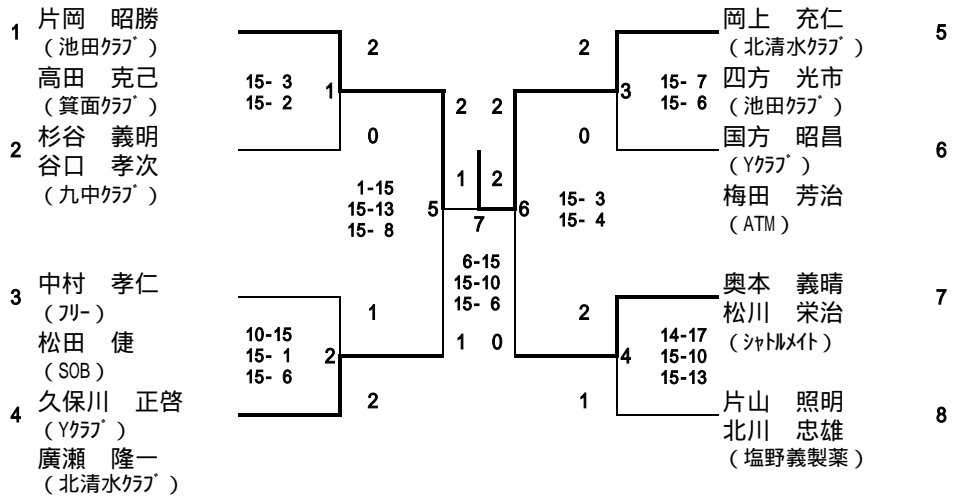 1
片岡　昭勝
（池田ｸﾗﾌﾞ）
高田　克己
（箕面ｸﾗﾌﾞ）
2
杉谷　義明
谷口　孝次
（九中ｸﾗﾌﾞ）
3
中村　孝仁
（ﾌﾘｰ）
松田　倢
（SOB）
4
久保川　正啓
（Yｸﾗﾌﾞ）
廣瀬　隆一
（北清水ｸﾗﾌﾞ）
2
15- 3
15- 2
1
0
10-15
15- 1
15- 6
2
1
2
1-15
15-13
15- 8
5
2
1
1
2
2
0
7
6-15
15-10
15- 6
15- 3
15- 4
6
2
15- 7
15- 6
3
0
2
14-17
15-10
15-13
4
1
岡上　充仁
（北清水ｸﾗﾌﾞ）
四方　光市
（池田ｸﾗﾌﾞ）
5
国方　昭昌
（Yｸﾗﾌﾞ）
梅田　芳治
（ATM）
6
奥本　義晴
松川　栄治
（ｼｬﾄﾙﾒｲﾄ）
7
片山　照明
北川　忠雄
（塩野義製薬）
8